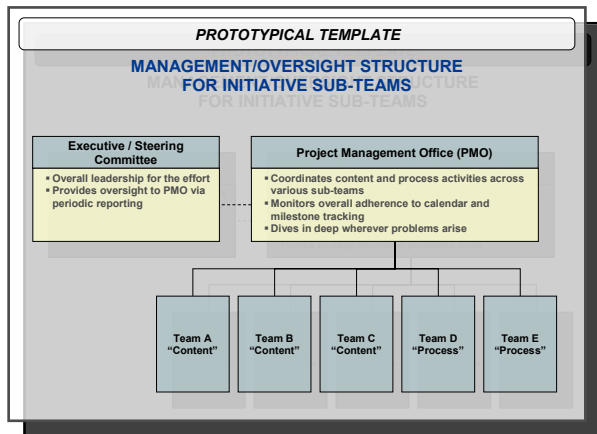 PROTOTYPICAL TEMPLATE
MANAGEMENT/OVERSIGHT STRUCTURE
FOR INITIATIVE SUB-TEAMS
Executive / Steering
Committee
▪ Overall leadership for the effort
▪ Provides oversight to PMO via
periodic reporting
Project Management Office (PMO)
▪ Coordinates content and process activities across
various sub-teams
▪ Monitors overall adherence to calendar and
milestone tracking
▪ Dives in deep wherever problems arise
Team A
“Content”
Team B
“Content”
Team C
“Content”
Team D
“Process”
Team E
“Process”